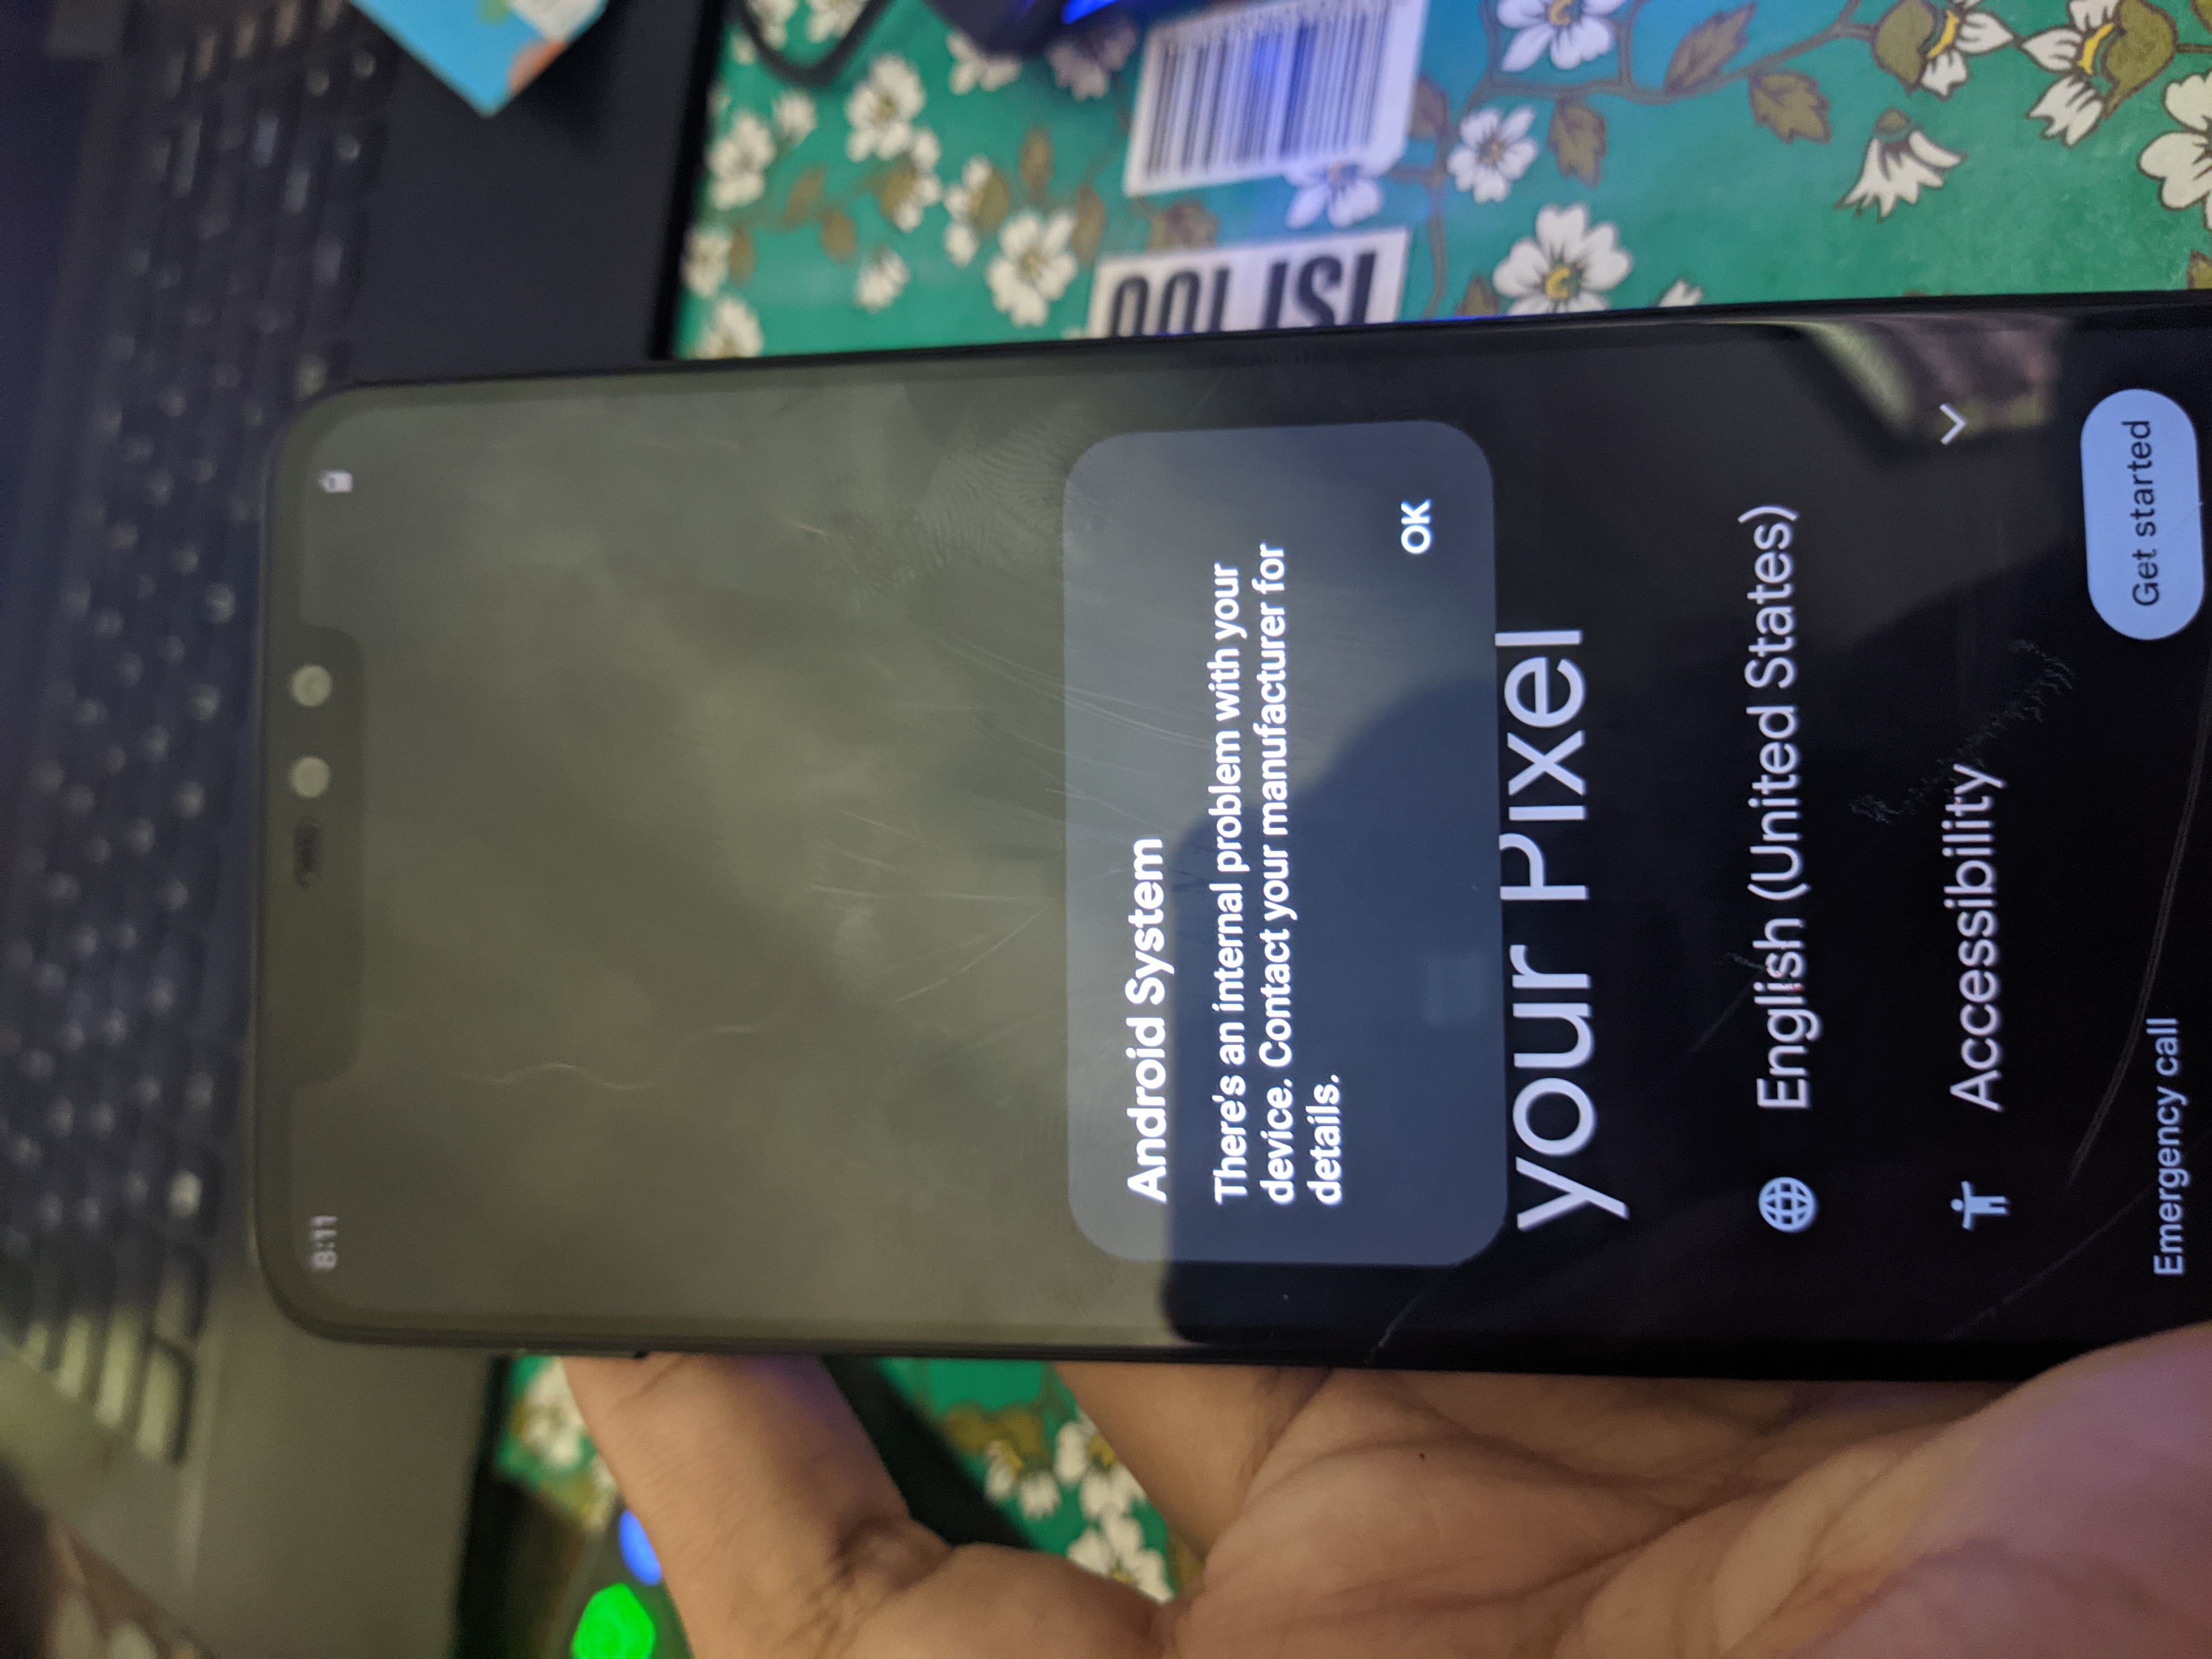 8:11
Android System
There's an internal problem with your
device. Contact your manufacturer for
details.
OK
your Pixel
English (United States)
Accessibility
Emergency call
Get started